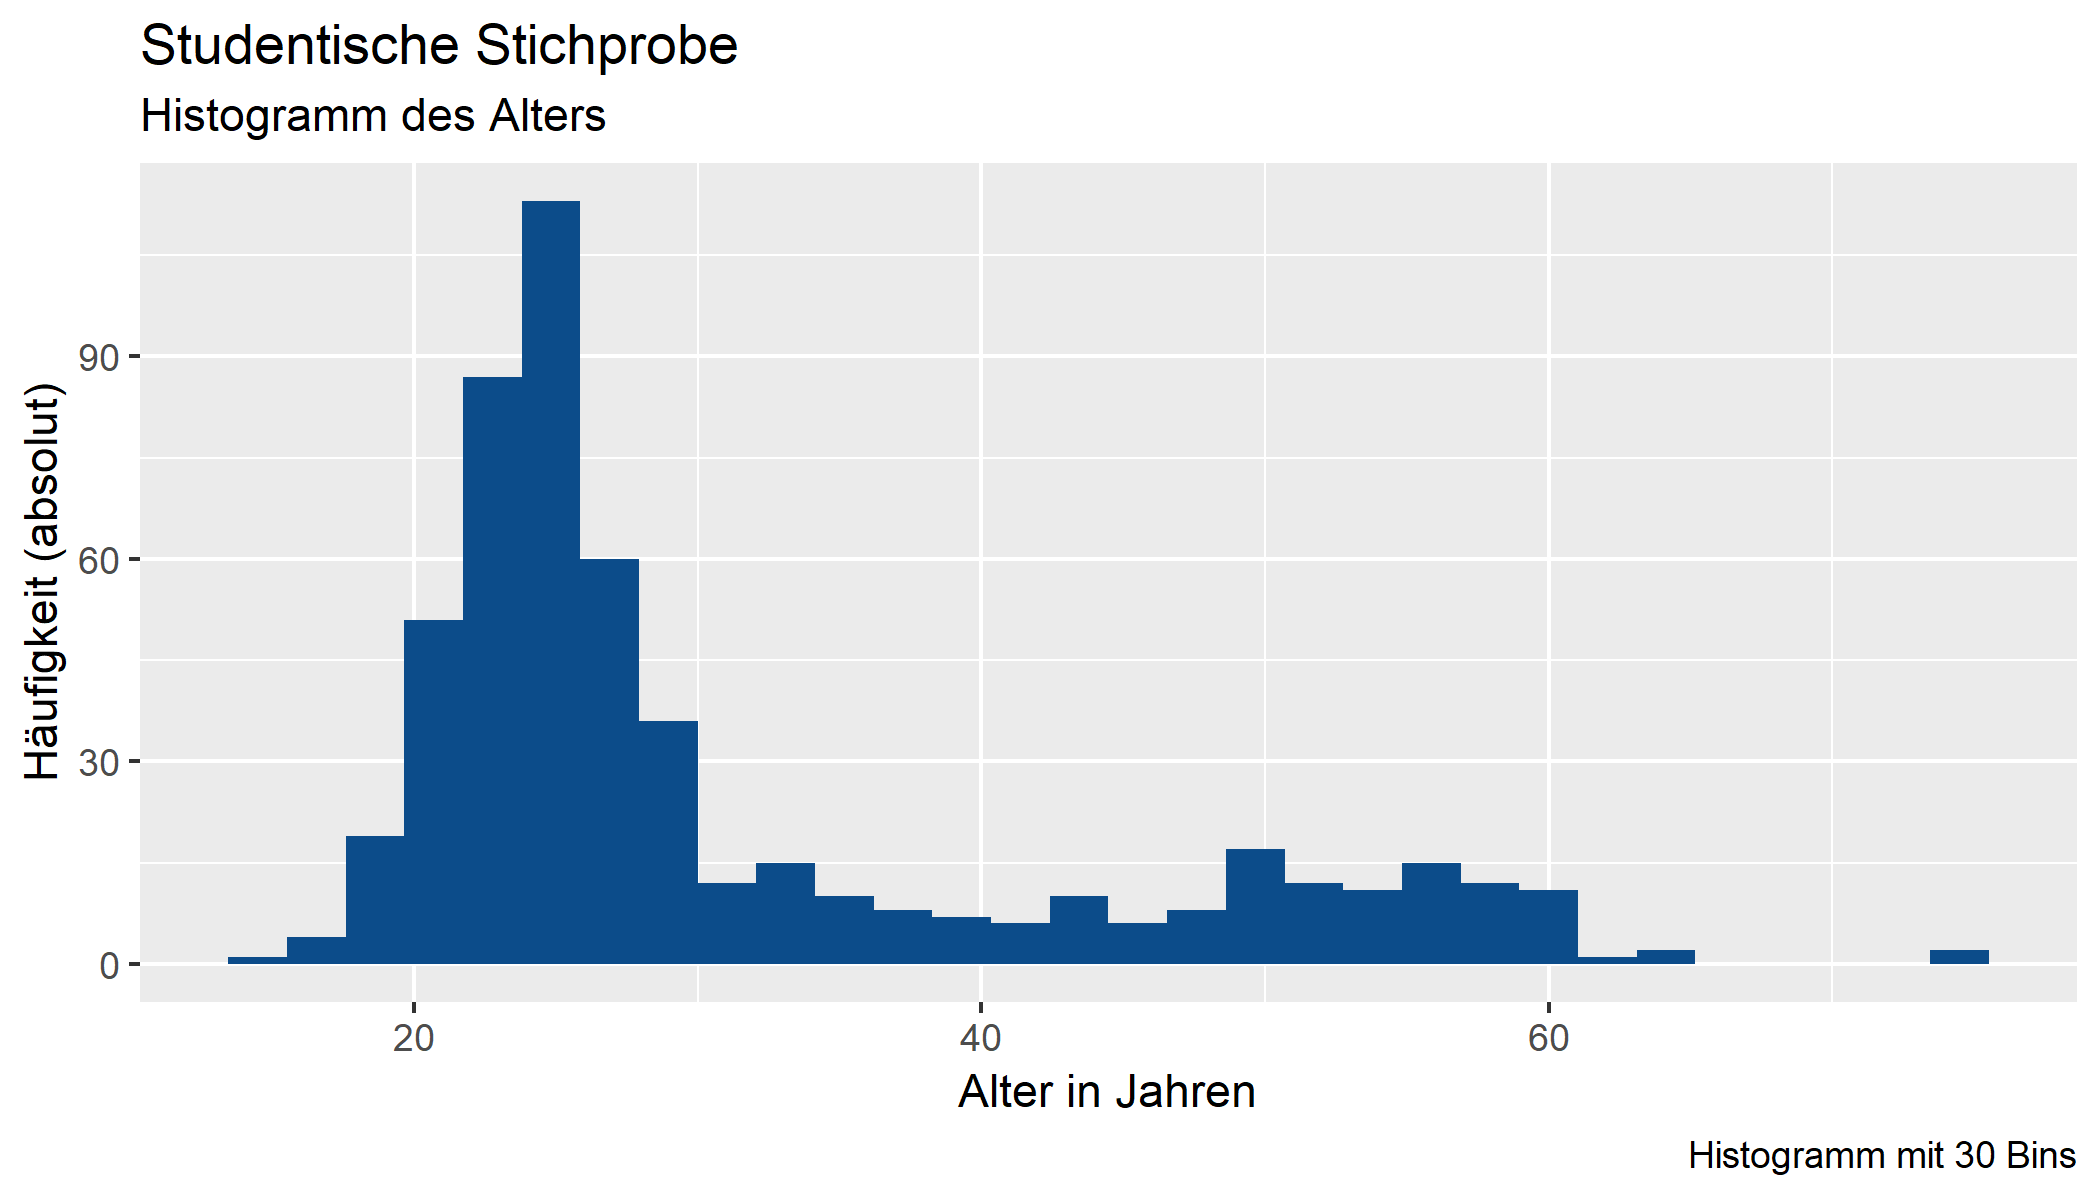 Studentische Stichprobe
Histogramm des Alters
Häufigkeit (absolut)
90
60
30
0
20
40
60
Alter in Jahren
Histogramm mit 30 Bins